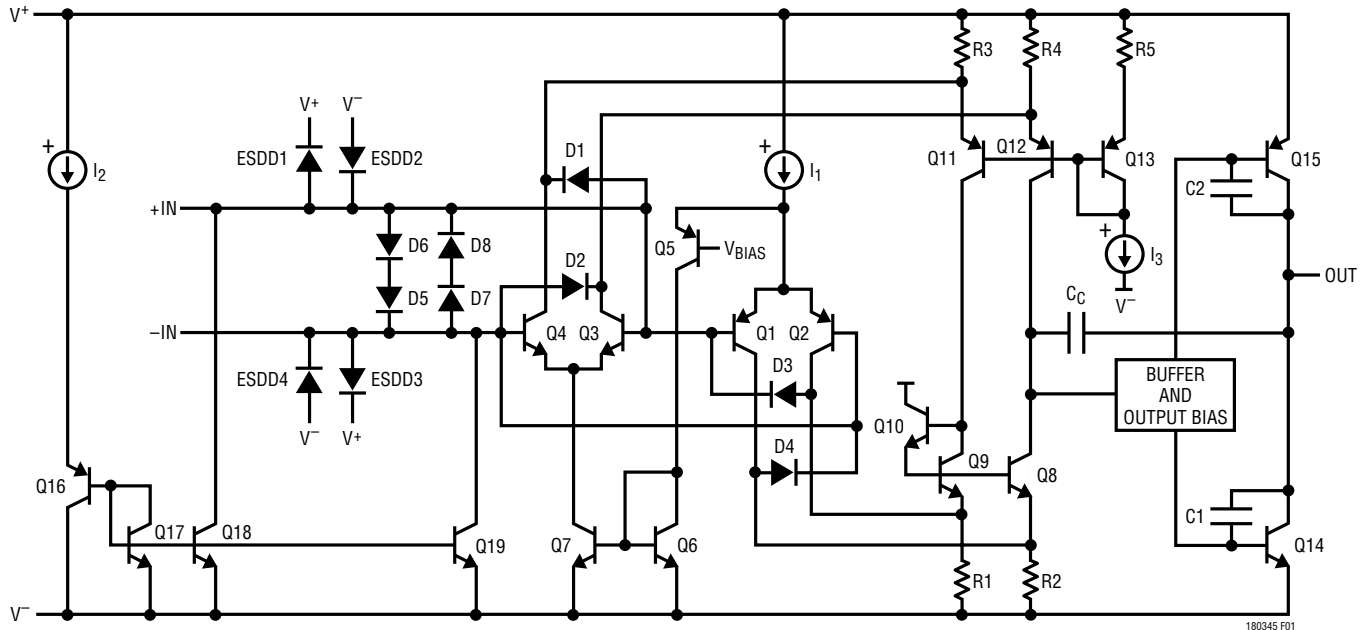 V+
R3
R4
R5
V+
V−
ESDD1
ESDD2
+
I2
D1
+
I1
Q11
Q12
Q13
Q15
C2
+IN
D6
D8
Q5
VBIAS
+
I3
V−
OUT
D2
D5
D7
−IN
Q4
Q3
Q1
Q2
CC
ESDD4
ESDD3
V−
V+
D3
BUFFER
AND
OUTPUT BIAS
Q10
D4
Q9
Q8
Q16
Q17
Q18
Q19
Q7
Q6
C1
Q14
R1
R2
V−
180345 F01